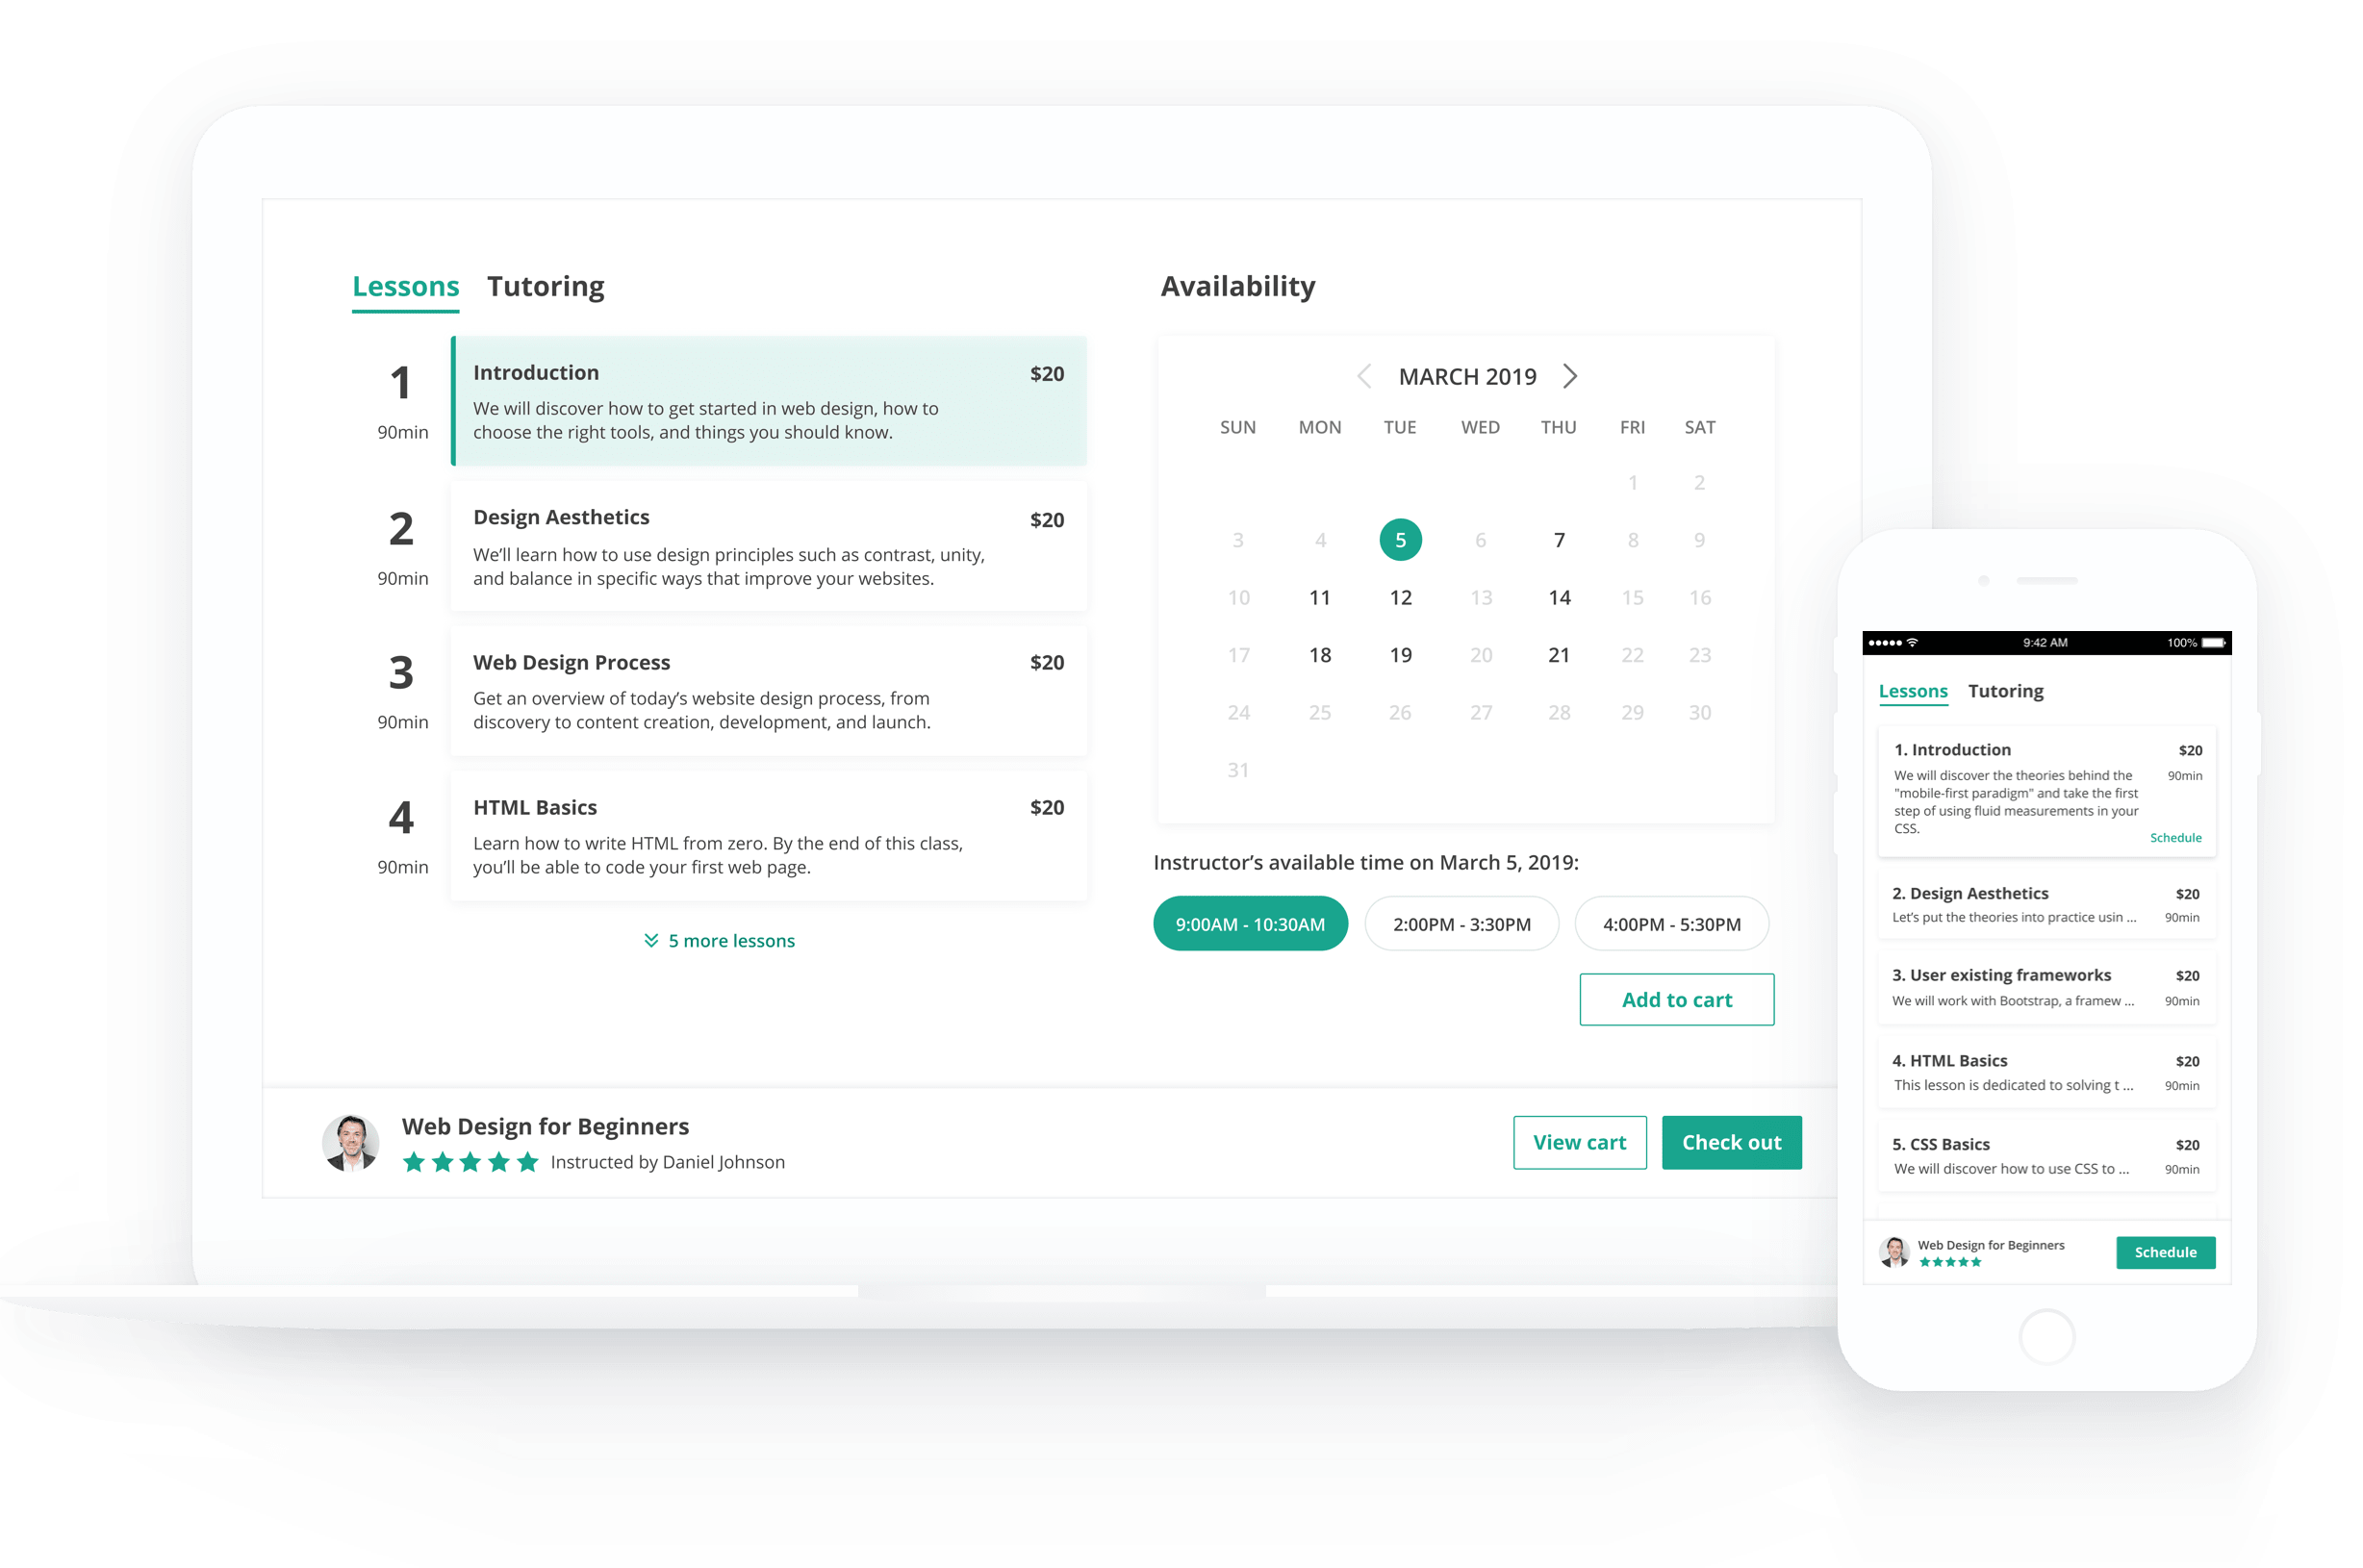 Lessons Tutoring
1
90min
Introduction $20
We will discover how to get started in web design, how to
choose the right tools, and things you should know.
2
90min
Design Aesthetics $20
We’ll learn how to use design principles such as contrast, unity,
and balance in specific ways that improve your websites.
3
90min
Web Design Process $20
Get an overview of today’s website design process, from
discovery to content creation, development, and launch.
4
90min
HTML Basics $20
Learn how to write HTML from zero. By the end of this class,
you’ll be able to code your first web page.
5 more lessons
Availability
MARCH 2019
SUN MON TUE WED THU FRI SAT
1 2
3 4 5 6 7 8 9
10 11 12 13 14 15 16
17 18 19 20 21 22 23
24 25 26 27 28 29 30
31
Instructor’s available time on March 5, 2019:
9:00AM - 10:30AM 2:00PM - 3:30PM 4:00PM - 5:30PM
Add to cart
Web Design for Beginners
Instructed by Daniel Johnson
View cart Check out
9:42 AM 100%
Lessons Tutoring
1. Introduction $20
We will discover the theories behind the 90min
"mobile-first paradigm" and take the first
step of using fluid measurements in your
CSS.
Schedule
2. Design Aesthetics $20
Let’s put the theories into practice usin ... 90min
3. User existing frameworks $20
We will work with Bootstrap, a framew ... 90min
4. HTML Basics $20
This lesson is dedicated to solving t ... 90min
5. CSS Basics $20
We will discover how to use CSS to ... 90min
Web Design for Beginners
Schedule